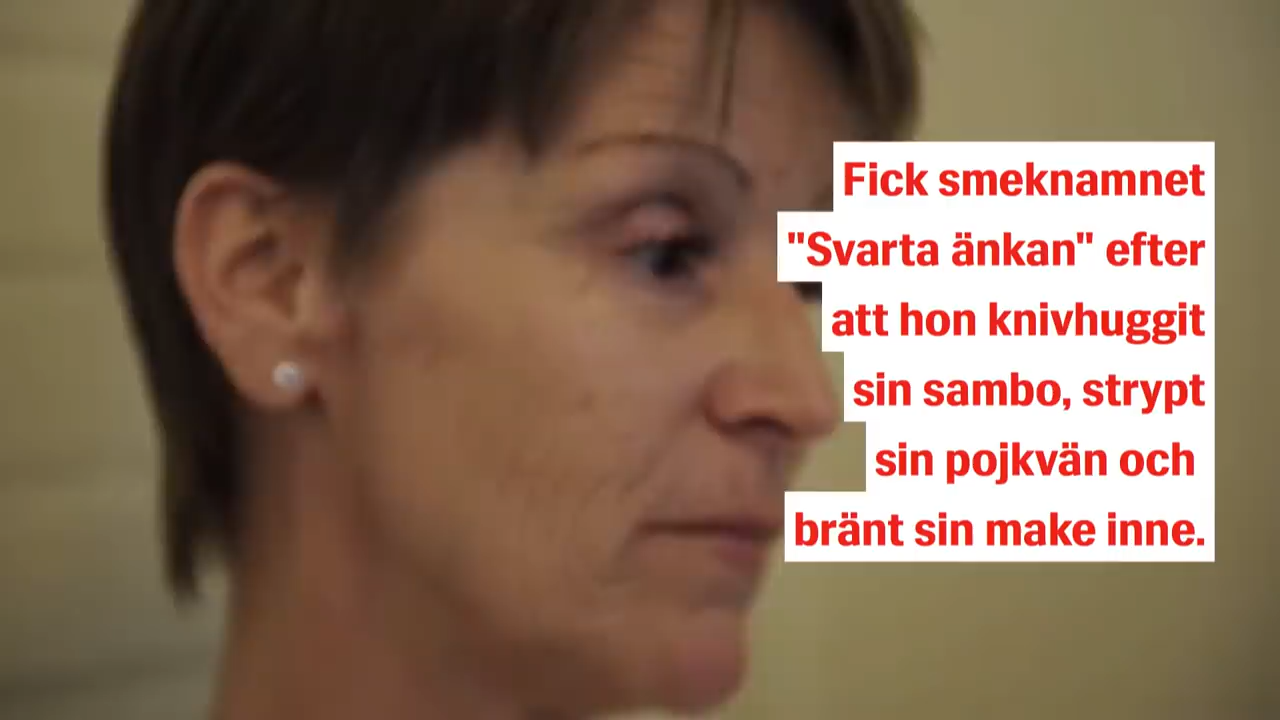 Fick smeknamnet
"Svarta änkan" efter
att hon knivhuggit
sin sambo, strypt
sin pojkvän och
bränt sin make inne.